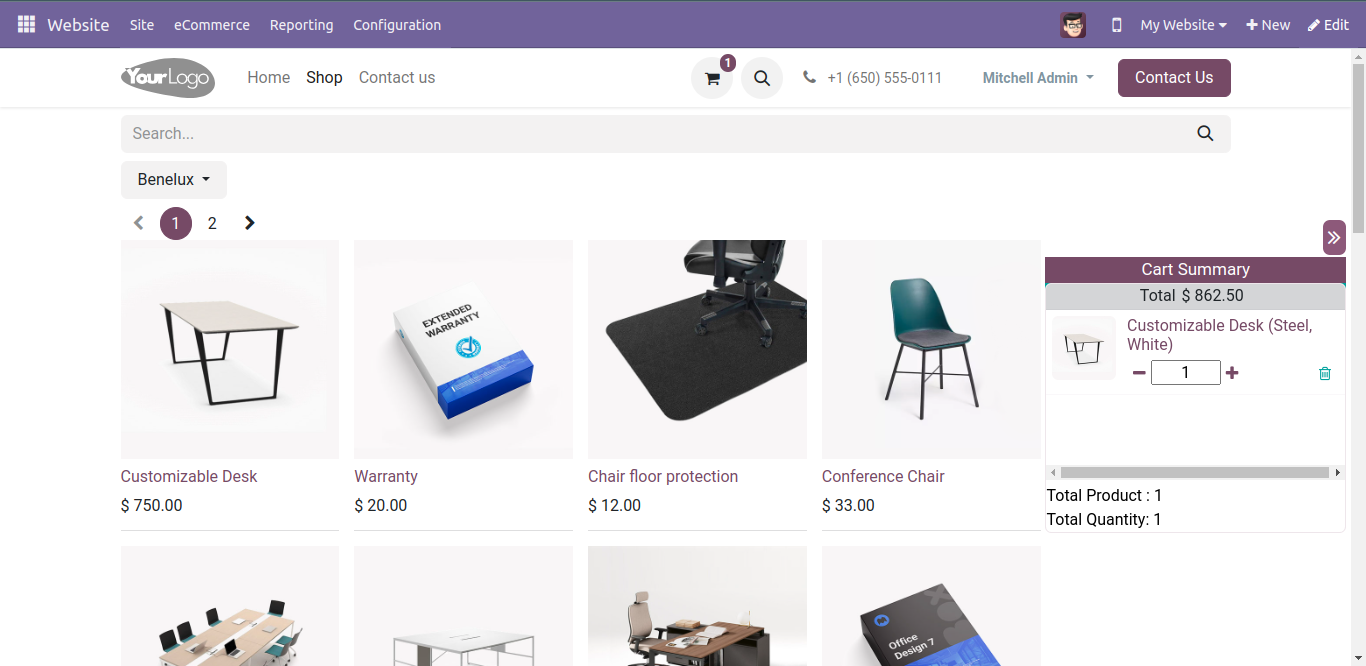 Website Site eCommerce Reporting Configuration My Website New Edit
YourLogo Home Shop Contact us 1 +1 (650) 555-0111 Mitchell Admin Contact Us
Search...
Benelux
1 2
Cart Summary
Total $ 862.50
Customizable Desk (Steel,
White)
1
EXTENDED
WARRANTY
Customizable Desk Warranty Chair floor protection Conference Chair
$ 750.00 $ 20.00 $ 12.00 $ 33.00
Total Product : 1
Total Quantity: 1
Office
Design 7